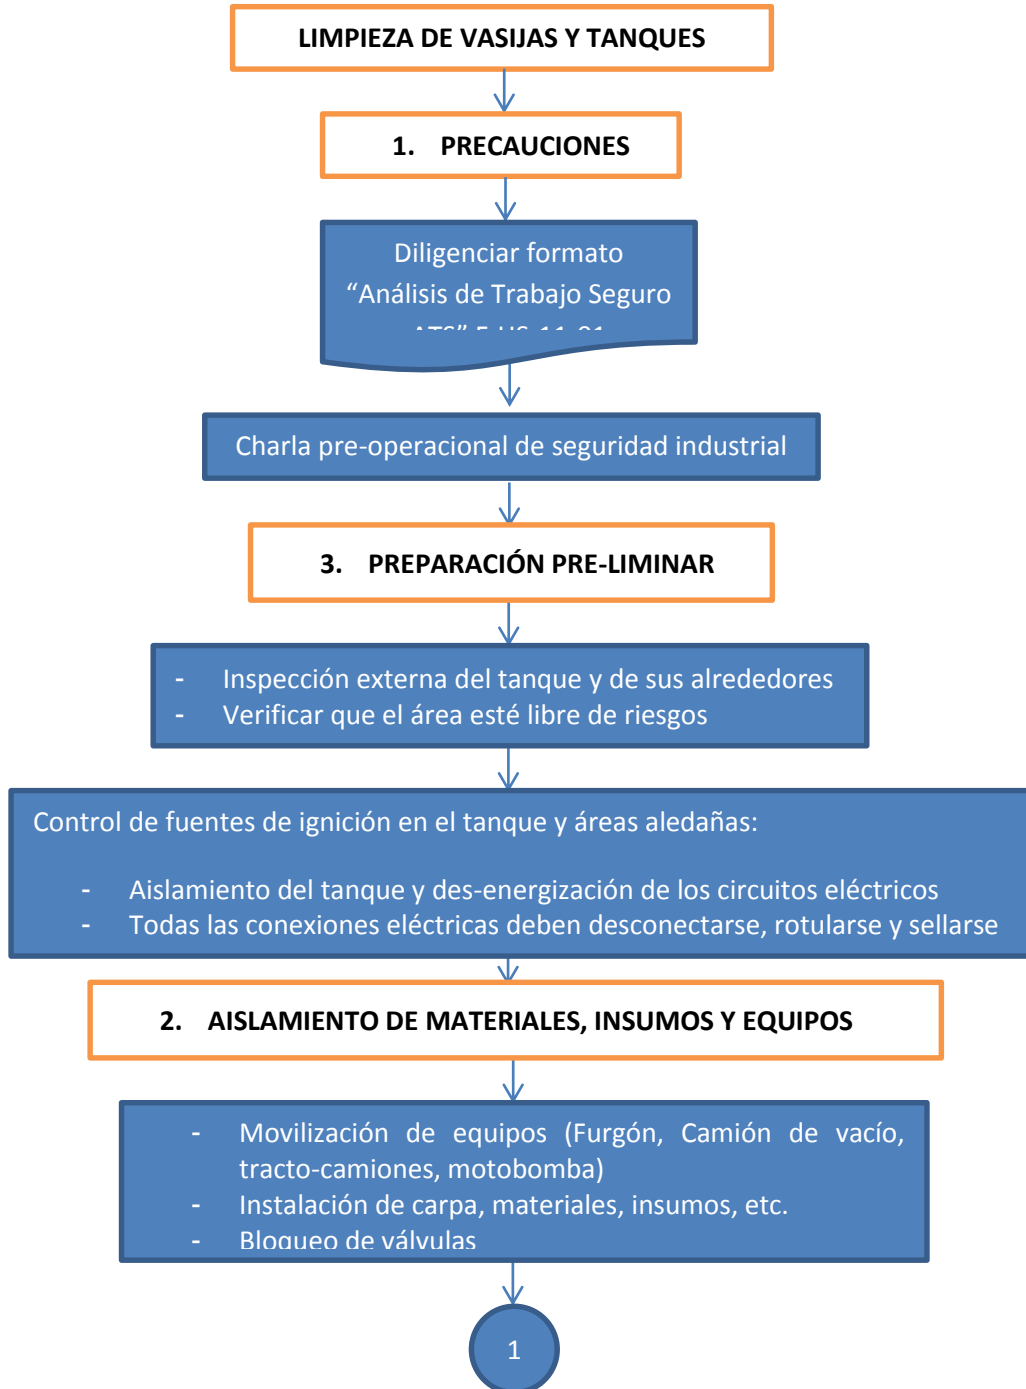 LIMPIEZA DE VASIJAS Y TANQUES
1. PRECAUCIONES
Diligenciar formato
“Análisis de Trabajo Seguro
ATS”
Charla pre-operacional de seguridad industrial
3. PREPARACIÓN PRE-LIMINAR
- Inspección externa del tanque y de sus alrededores
- Verificar que el área esté libre de riesgos
Control de fuentes de ignición en el tanque y áreas aledañas:
- Aislamiento del tanque y des-energización de los circuitos eléctricos
- Todas las conexiones eléctricas deben desconectarse, rotularse y sellarse
2. AISLAMIENTO DE MATERIALES, INSUMOS Y EQUIPOS
- Movilización de equipos (Furgón, Camión de vacío,
tracto-camiones, motobomba)
- Instalación de carpa, materiales, insumos, etc.
- Bloqueo de válvulas
1